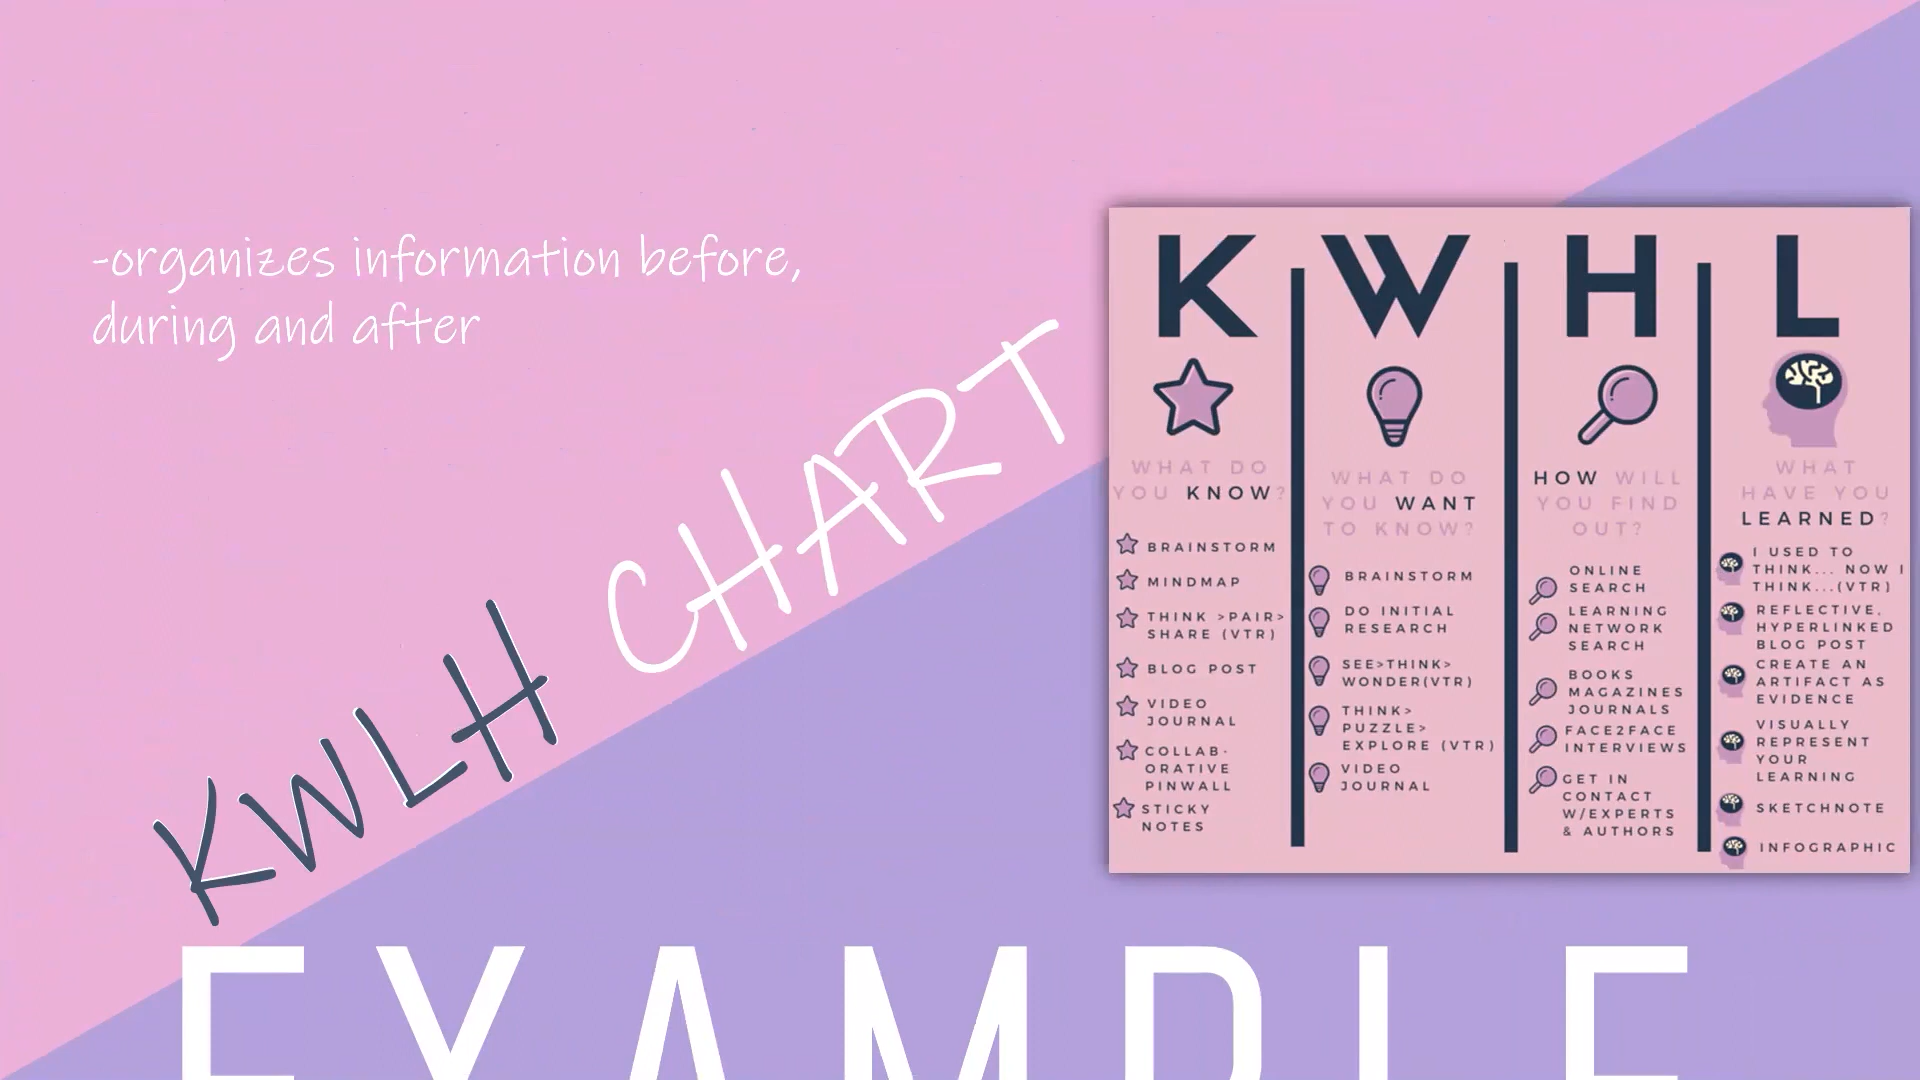 -organizes information before,
during and after
KWLH CHART
K W H L
WHAT DO
YOU KNOW?
BRAINSTORM
MINDMAP
THINK >PAIR>
SHARE (VTR)
BLOG POST
VIDEO
JOURNAL
COLLAB-
ORATIVE
PINWALL
STICKY
NOTES
WHAT DO
YOU WANT
TO KNOW?
BRAINSTORM
DO INITIAL
RESEARCH
SEE>THINK>
WONDER(VTR)
THINK>
PUZZLE>
EXPLORE (VTR)
VIDEO
JOURNAL
HOW WILL
YOU FIND
OUT?
ONLINE
SEARCH
LEARNING
NETWORK
SEARCH
BOOKS
MAGAZINES
JOURNALS
FACE2FACE
INTERVIEWS
GET IN
CONTACT
W/EXPERTS
& AUTHORS
WHAT
HAVE YOU
LEARNED?
I USED TO
THINK... NOW I
THINK...(VTR)
REFLECTIVE,
HYPERLINKED
BLOG POST
CREATE AN
ARTIFACT AS
EVIDENCE
VISUALLY
REPRESENT
YOUR
LEARNING
SKETCHNOTE
INFOGRAPHIC
EXAMPLE